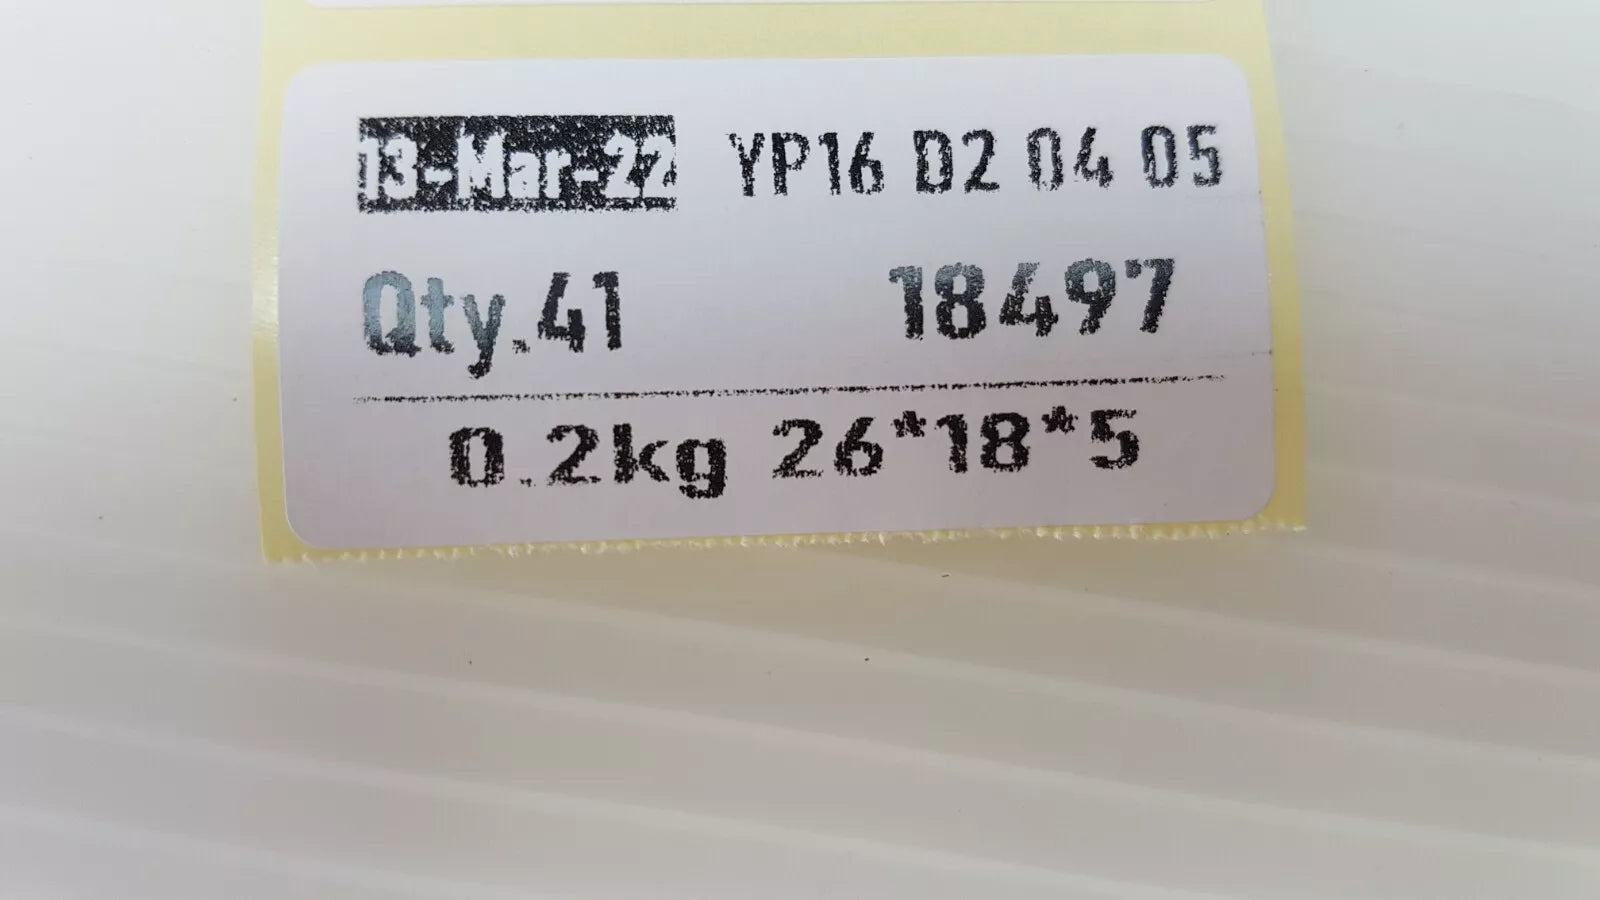 13-Mar-22 YP16 D2 04 05
Qty.41 18497
0.2kg 26*18*5